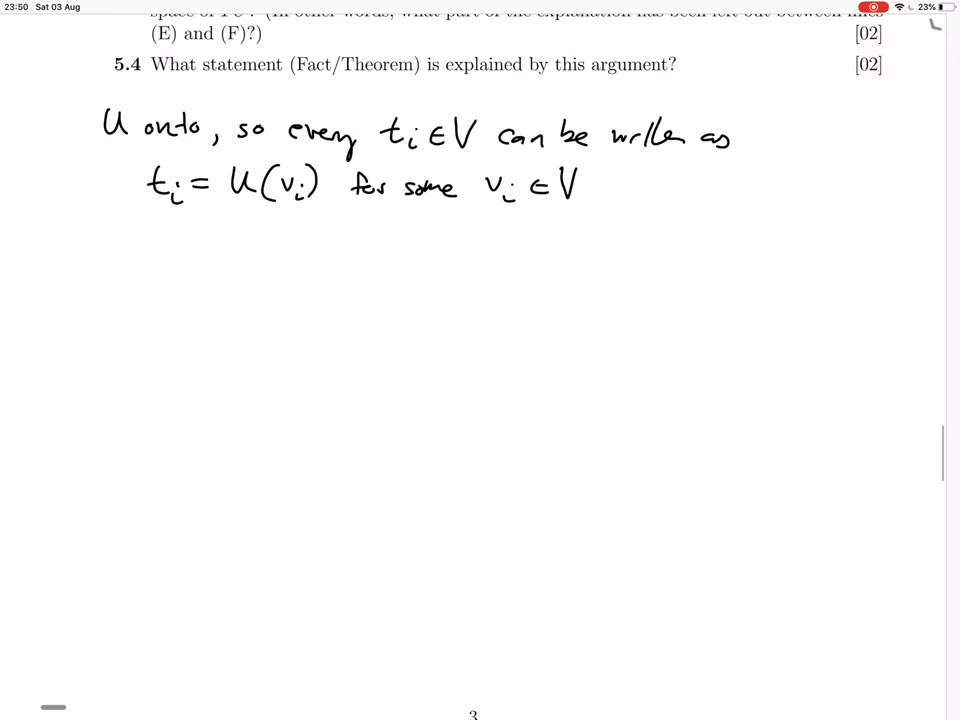 23:50 Sat 03 Aug 23%
(E) and (F)?) [02]
5.4 What statement (Fact/Theorem) is explained by this argument? [02]
U onto, so every tᵢ ∈ V can be written as
tᵢ = U(vᵢ) for some vᵢ ∈ V
3